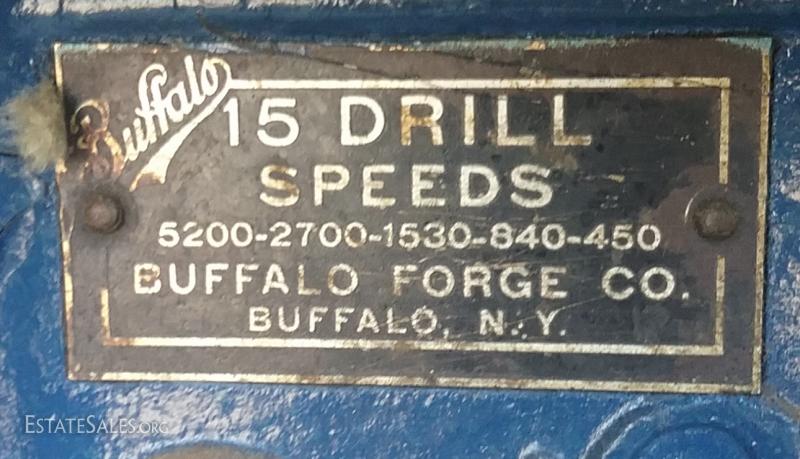 Buffalo
15 DRILL
SPEEDS
5200-2700-1530-840-450
BUFFALO FORGE CO.
BUFFALO, N.Y.
ESTATESALES.ORG